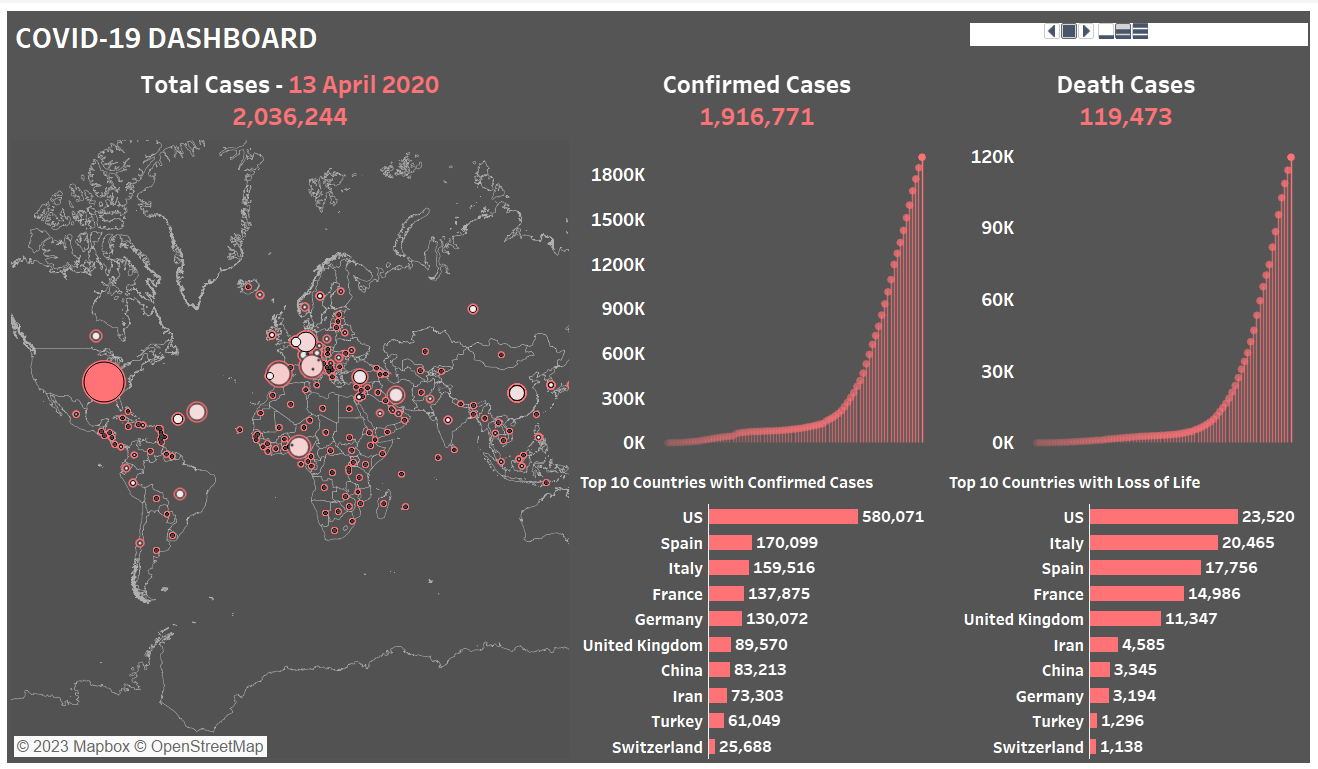 COVID-19 DASHBOARD
Total Cases - 13 April 2020
2,036,244
Confirmed Cases
1,916,771
Death Cases
119,473
1800K
1500K
1200K
900K
600K
300K
0K
120K
90K
60K
30K
0K
Top 10 Countries with Confirmed Cases
US 580,071
Spain 170,099
Italy 159,516
France 137,875
Germany 130,072
United Kingdom 89,570
China 83,213
Iran 73,303
Turkey 61,049
Switzerland 25,688
Top 10 Countries with Loss of Life
US 23,520
Italy 20,465
Spain 17,756
France 14,986
United Kingdom 11,347
Iran 4,585
China 3,345
Germany 3,194
Turkey 1,296
Switzerland 1,138
© 2023 Mapbox © OpenStreetMap